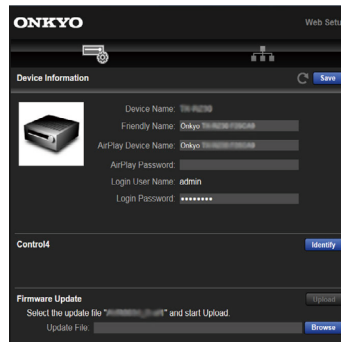 ONKYO
Web Setu
Device Information
Save
Device Name:
Friendly Name: Onkyo
AirPlay Device Name: Onkyo
AirPlay Password:
Login User Name: admin
Login Password: ••••••••
Control4
Identify
Firmware Update
Upload
Select the update file " " and start Upload.
Update File:
Browse